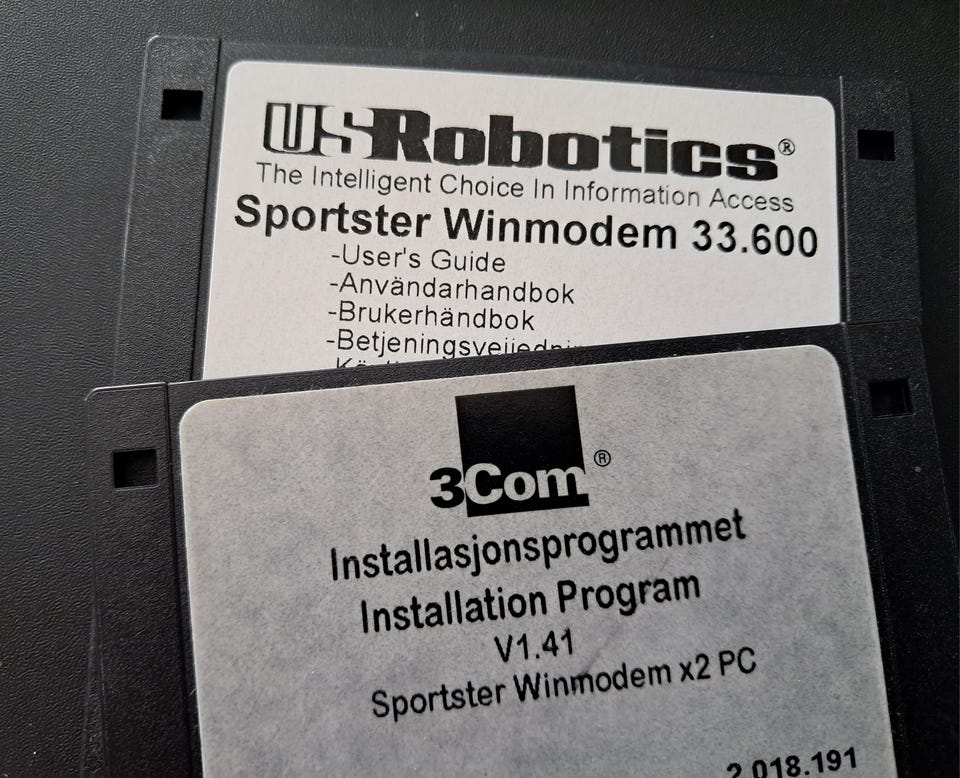 USRobotics®
The Intelligent Choice In Information Access
Sportster Winmodem 33.600
-User's Guide
-Användarhandbok
-Brukerhåndbok
3Com®
Installasjonsprogrammet
Installation Program
V1.41
Sportster Winmodem x2 PC
2.018.191